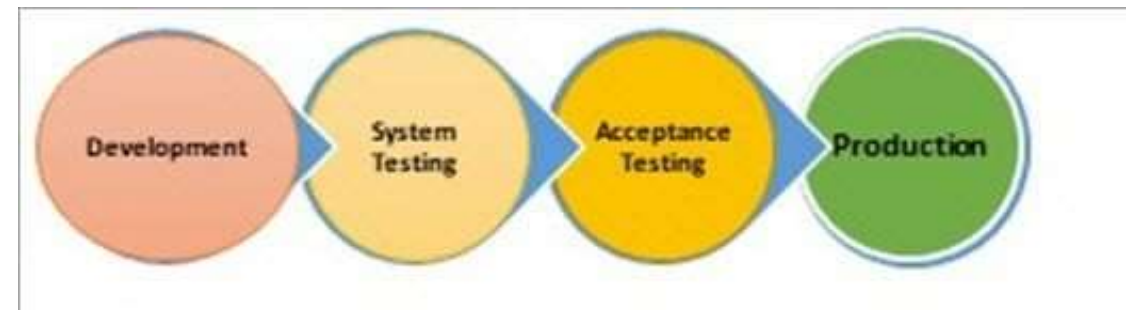 Development
System
Testing
Acceptance
Testing
Production